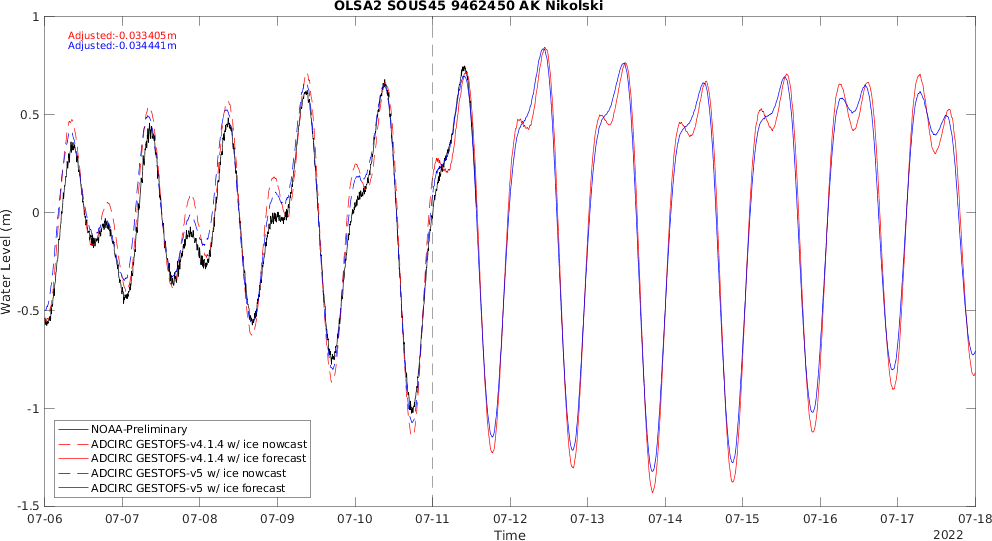 OLSA2 SOUS45 9462450 AK Nikolski
Adjusted:-0.033405m
Adjusted:-0.034441m
Water Level (m)
1
0.5
0
-0.5
-1
-1.5
NOAA-Preliminary
ADCIRC GESTOFS-v4.1.4 w/ ice nowcast
ADCIRC GESTOFS-v4.1.4 w/ ice forecast
ADCIRC GESTOFS-v5 w/ ice nowcast
ADCIRC GESTOFS-v5 w/ ice forecast
07-06 07-07 07-08 07-09 07-10 07-11 07-12 07-13 07-14 07-15 07-16 07-17 07-18
Time
2022